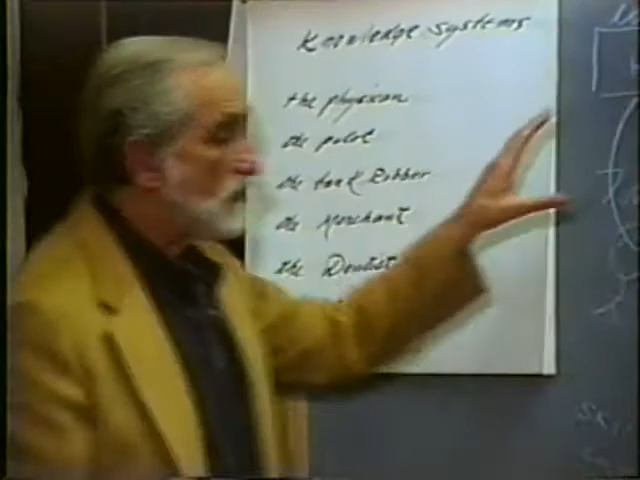 Knowledge Systems
the physician
the pilot
the Bank Robber
the Merchant
the Dentist